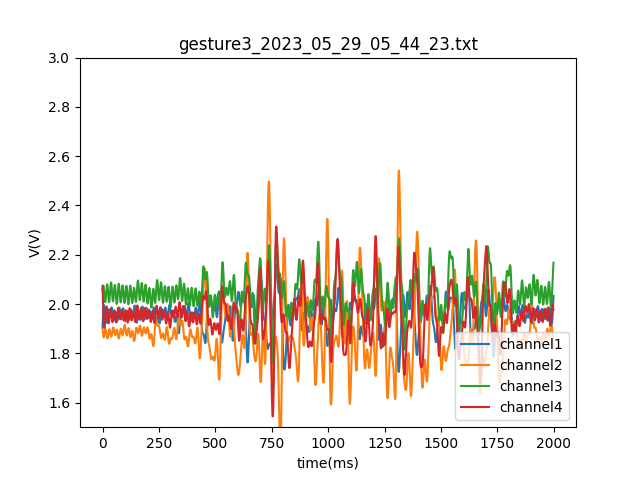 gesture3_2023_05_29_05_44_23.txt
3.0
2.8
2.6
2.4
2.2
2.0
1.8
1.6
V(V)
channel1
channel2
channel3
channel4
0 250 500 750 1000 1250 1500 1750 2000
time(ms)